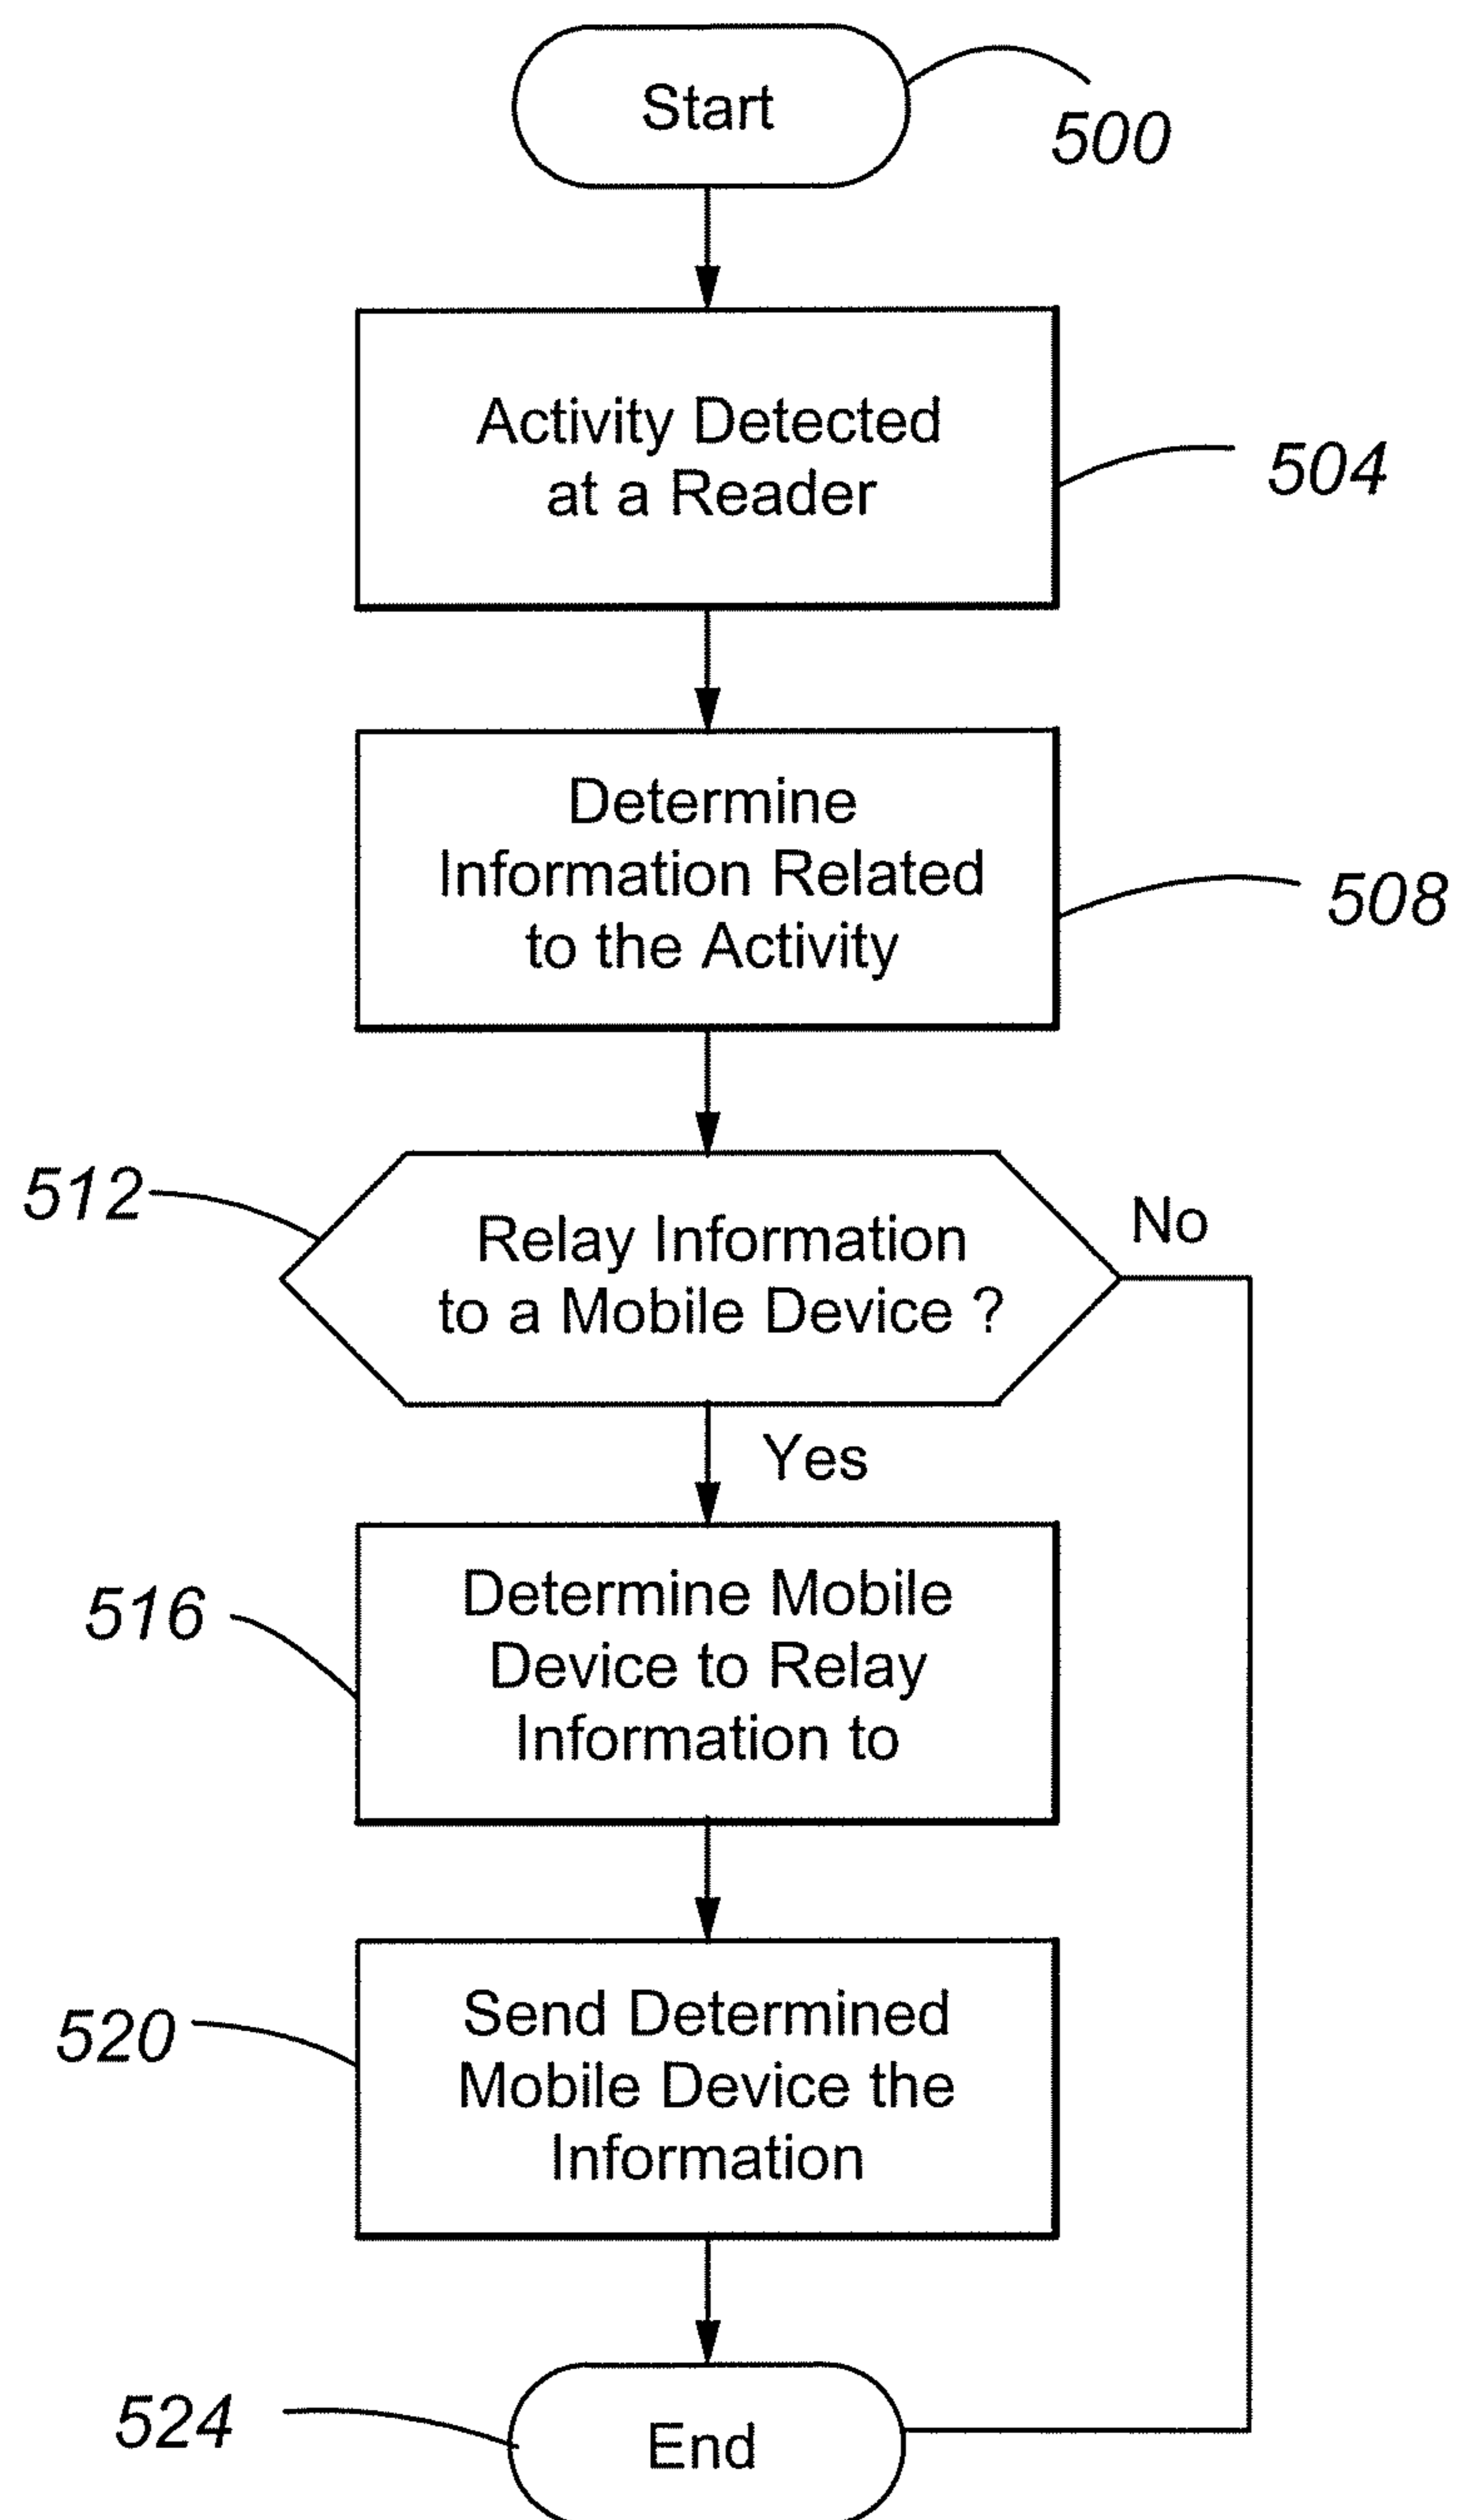 Start
500
Activity Detected
at a Reader
504
Determine
Information Related
to the Activity
508
512
Relay Information
to a Mobile Device ?
No
Yes
516
Determine Mobile
Device to Relay
Information to
520
Send Determined
Mobile Device the
Information
524
End